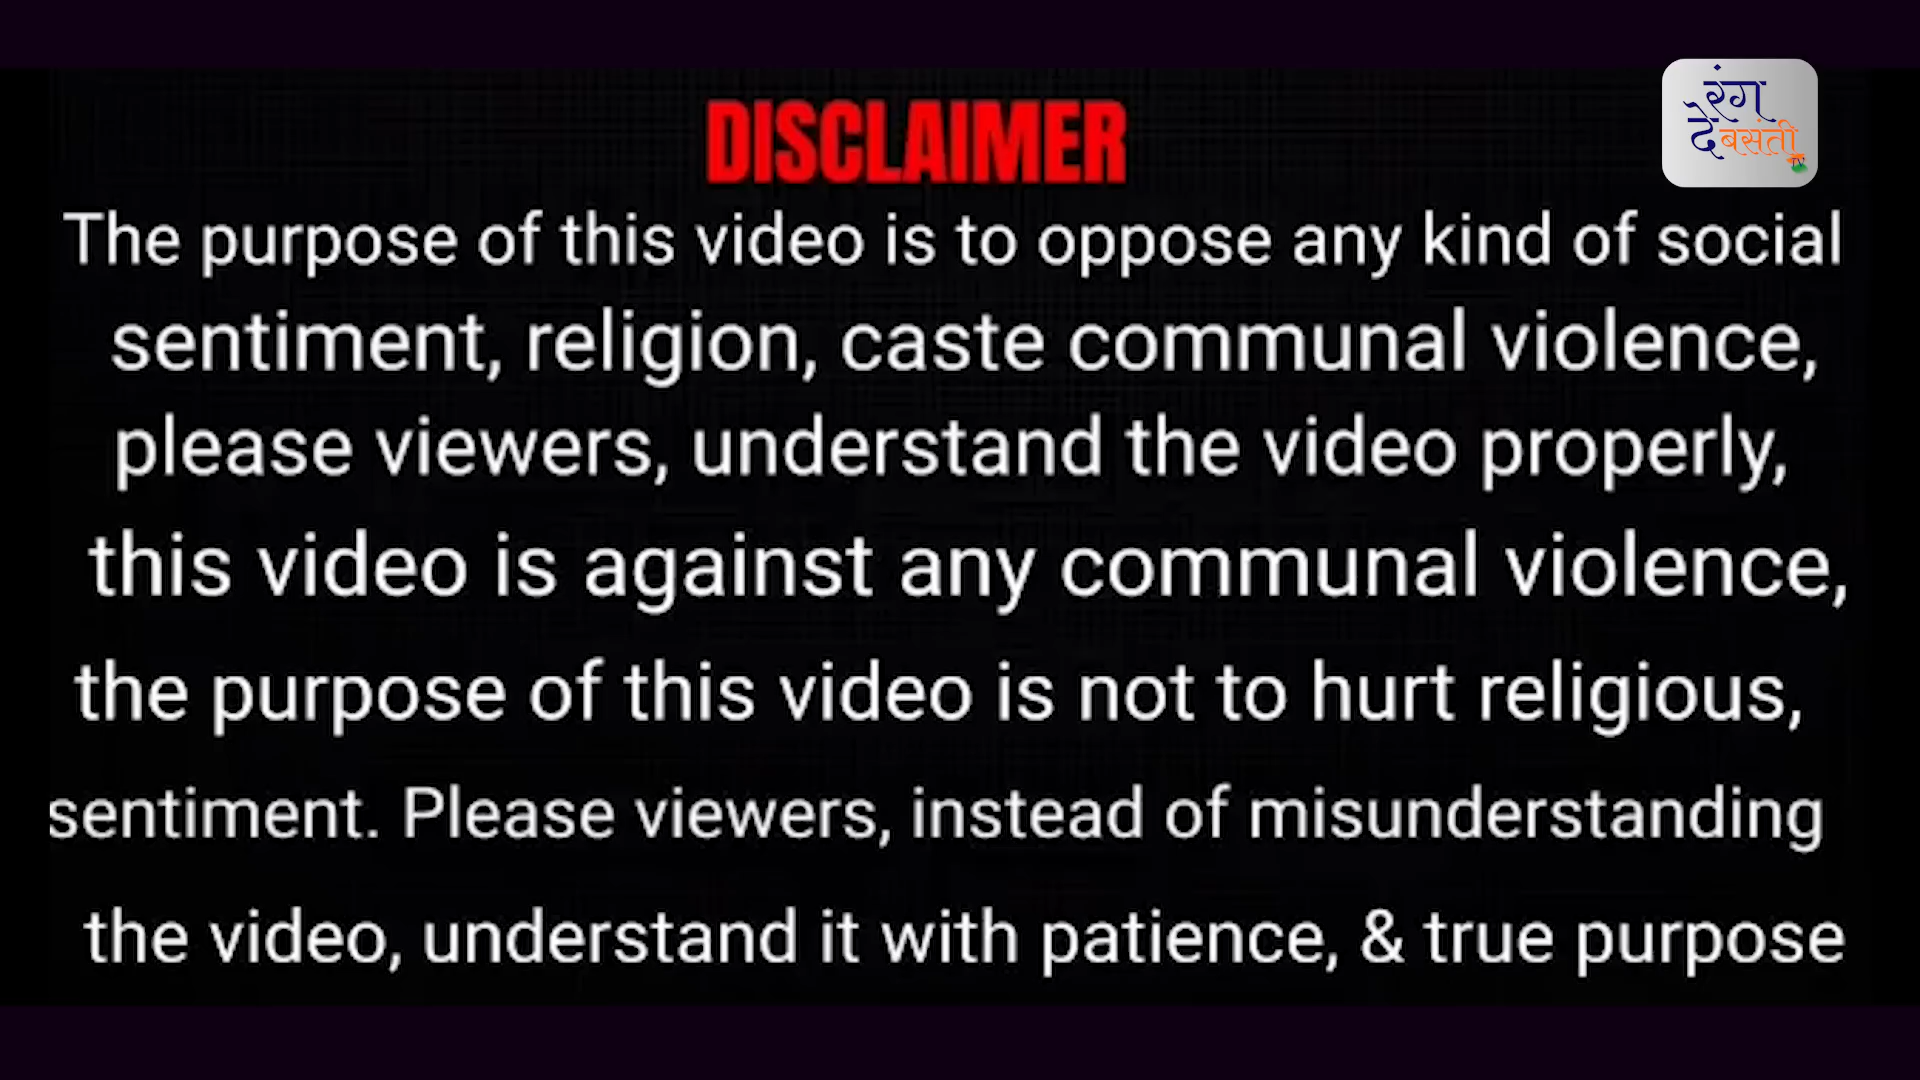 DISCLAIMER
रंग
दे बसंती
TV
The purpose of this video is to oppose any kind of social
sentiment, religion, caste communal violence,
please viewers, understand the video properly,
this video is against any communal violence,
the purpose of this video is not to hurt religious,
sentiment. Please viewers, instead of misunderstanding
the video, understand it with patience, & true purpose